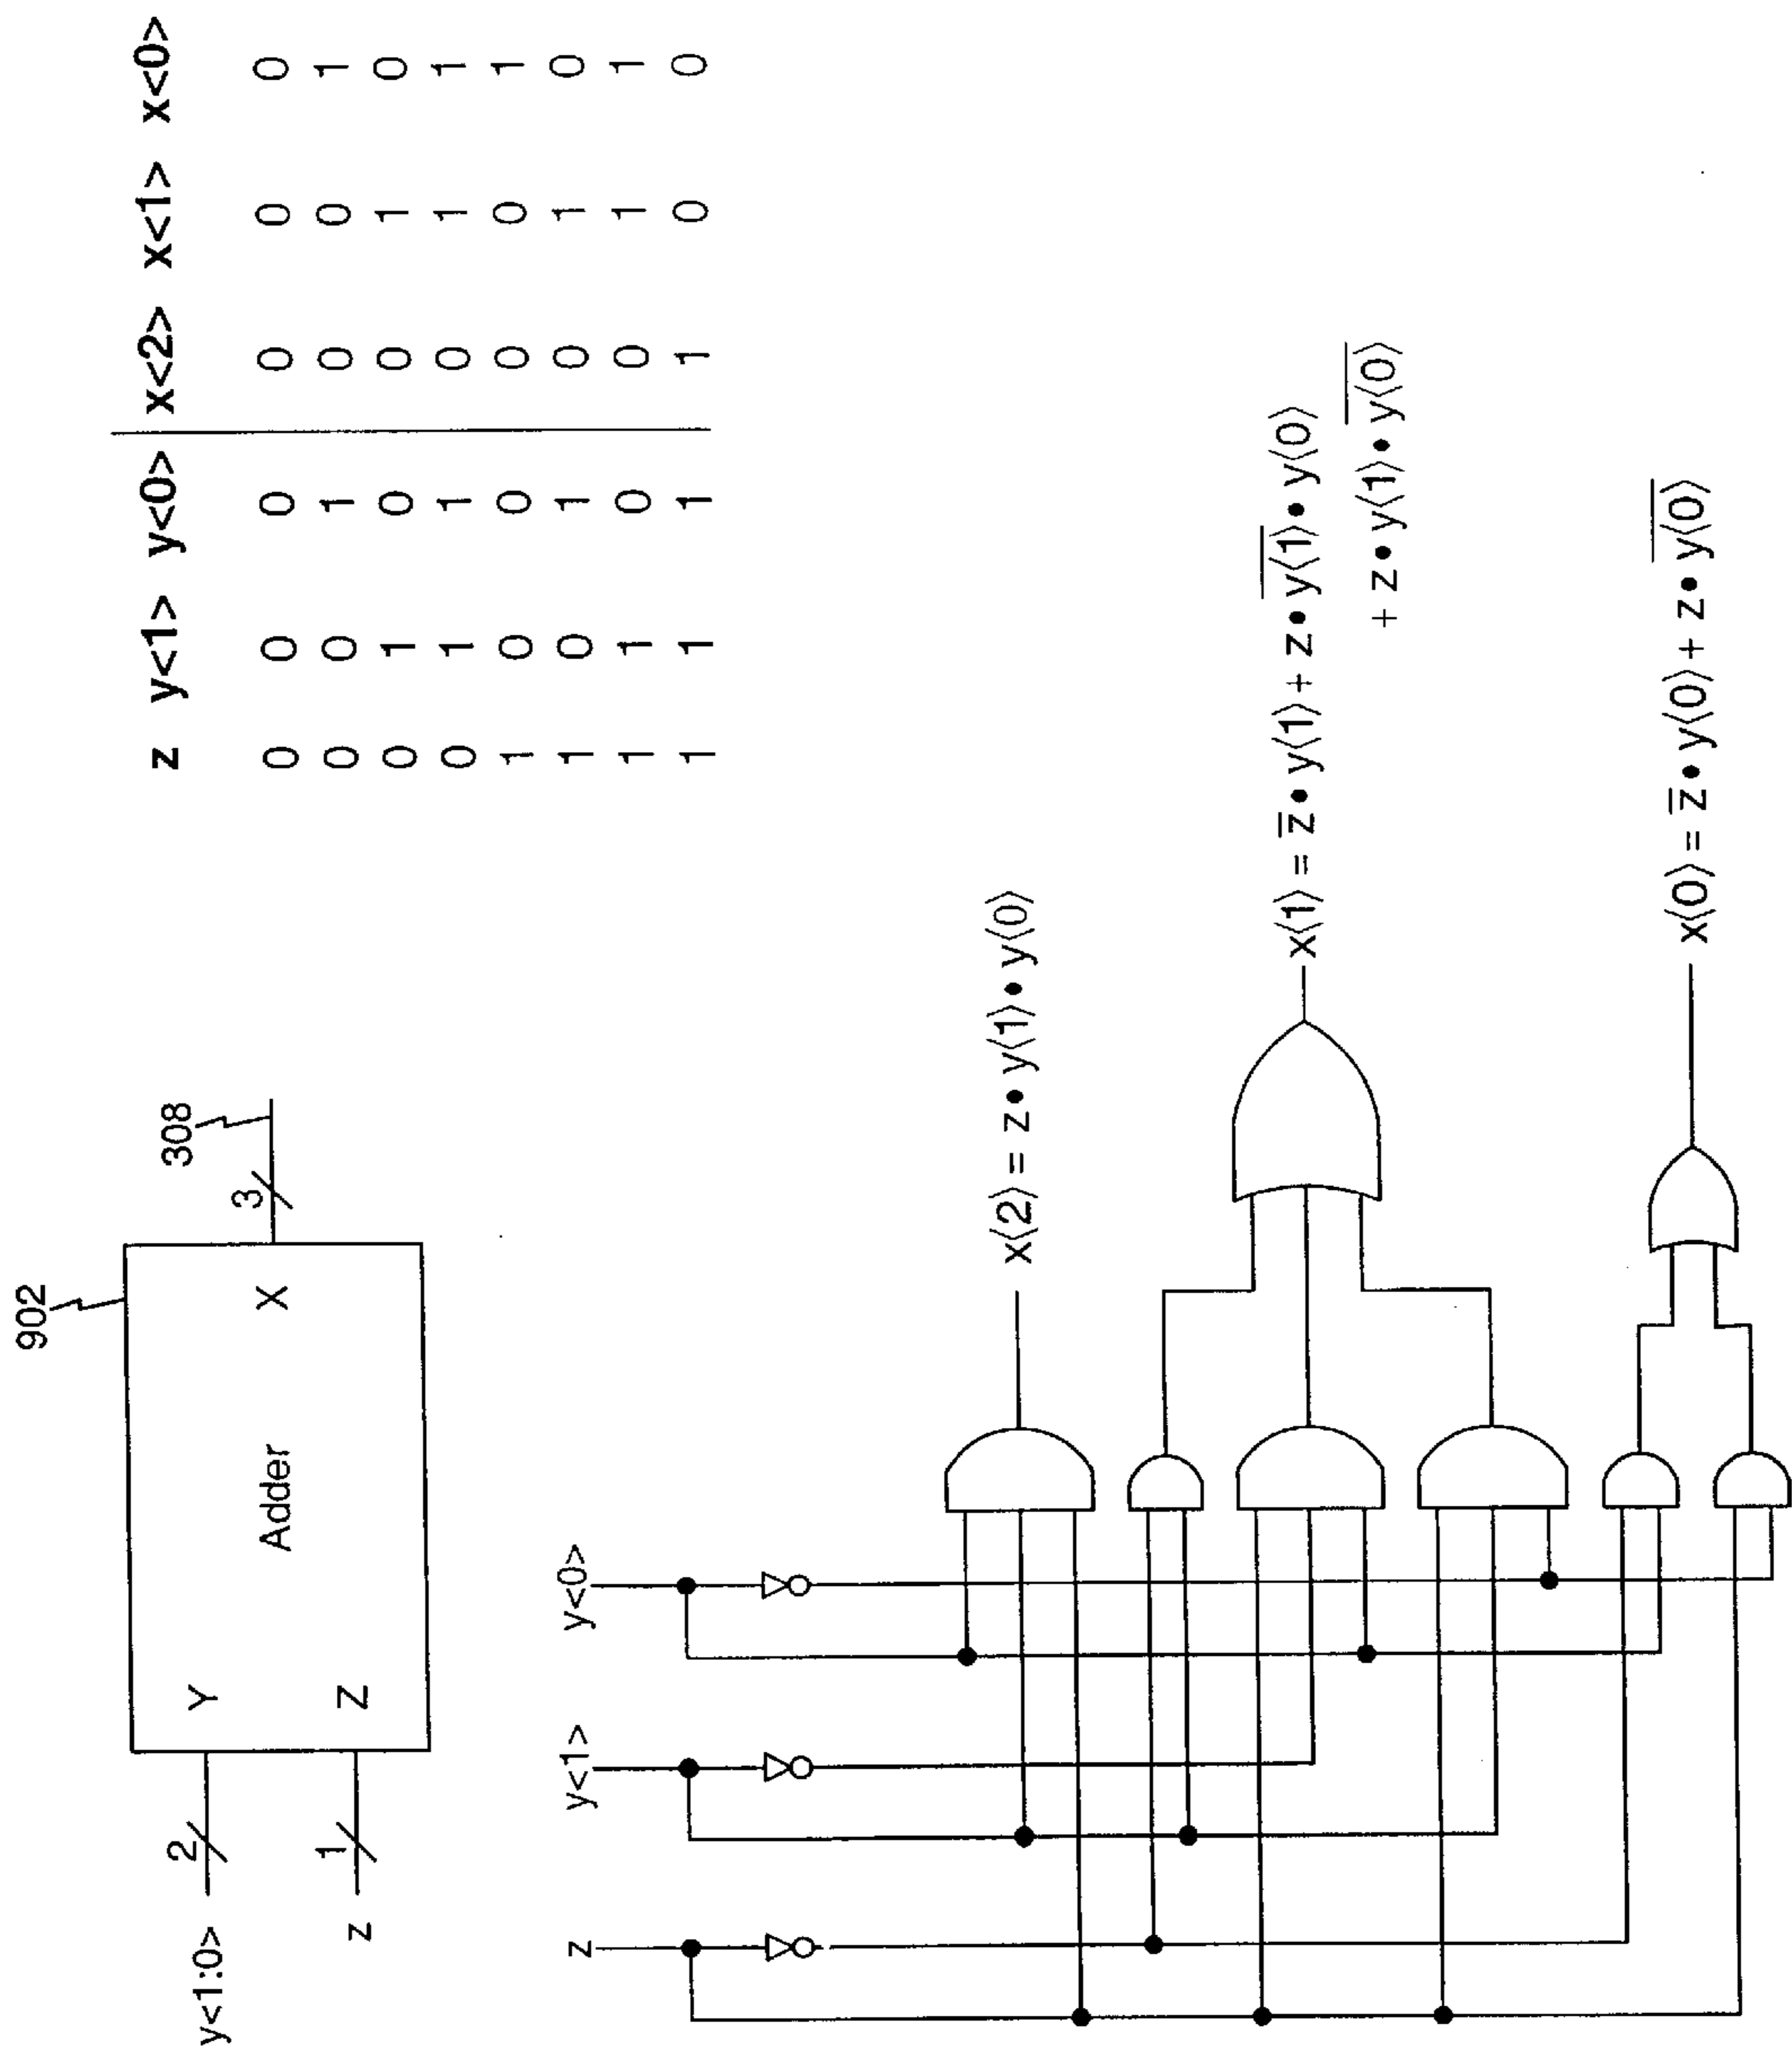 902
308
y<1:0>
2
Y
Adder
X
3
z
1
Z
z y<1> y<0> x<2> x<1> x<0>
0 0 0 0 0 0
0 0 1 0 0 1
0 1 0 0 1 0
0 1 1 0 1 1
1 0 0 0 0 1
1 0 1 0 1 0
1 1 0 0 1 1
1 1 1 1 0 0
z y<1> y<0>
x⟨2⟩ = z • y⟨1⟩ • y⟨0⟩
x⟨1⟩ = z̅ • y⟨1⟩ + z • y̅⟨̅1̅⟩̅ • y⟨0⟩
+ z • y⟨1⟩ • y̅⟨̅0̅⟩̅
x⟨0⟩ = z̅ • y⟨0⟩ + z • y̅⟨̅0̅⟩̅